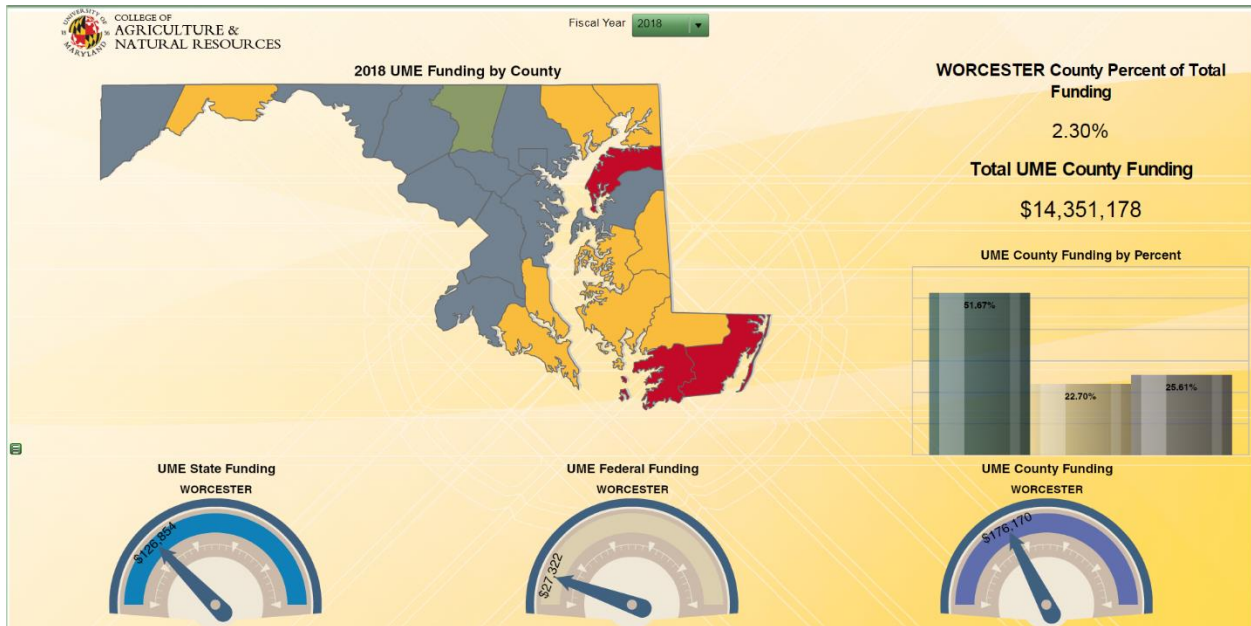 UNIVERSITY OF
18 56
MARYLAND
COLLEGE OF
AGRICULTURE &
NATURAL RESOURCES
Fiscal Year 2018
2018 UME Funding by County
WORCESTER County Percent of Total
Funding
2.30%
Total UME County Funding
$14,351,178
UME County Funding by Percent
51.67%
22.70%
25.61%
UME State Funding
WORCESTER
$126,854
UME Federal Funding
WORCESTER
$27,322
UME County Funding
WORCESTER
$176,170